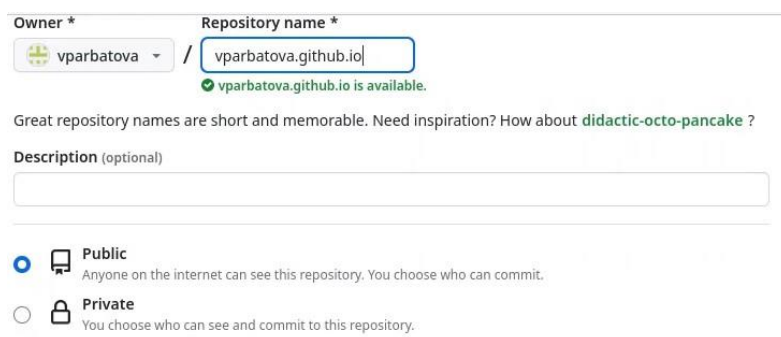 Owner * Repository name *
vparbatova / vparbatova.github.io
vparbatova.github.io is available.
Great repository names are short and memorable. Need inspiration? How about didactic-octo-pancake ?
Description (optional)
Public
Anyone on the internet can see this repository. You choose who can commit.
Private
You choose who can see and commit to this repository.